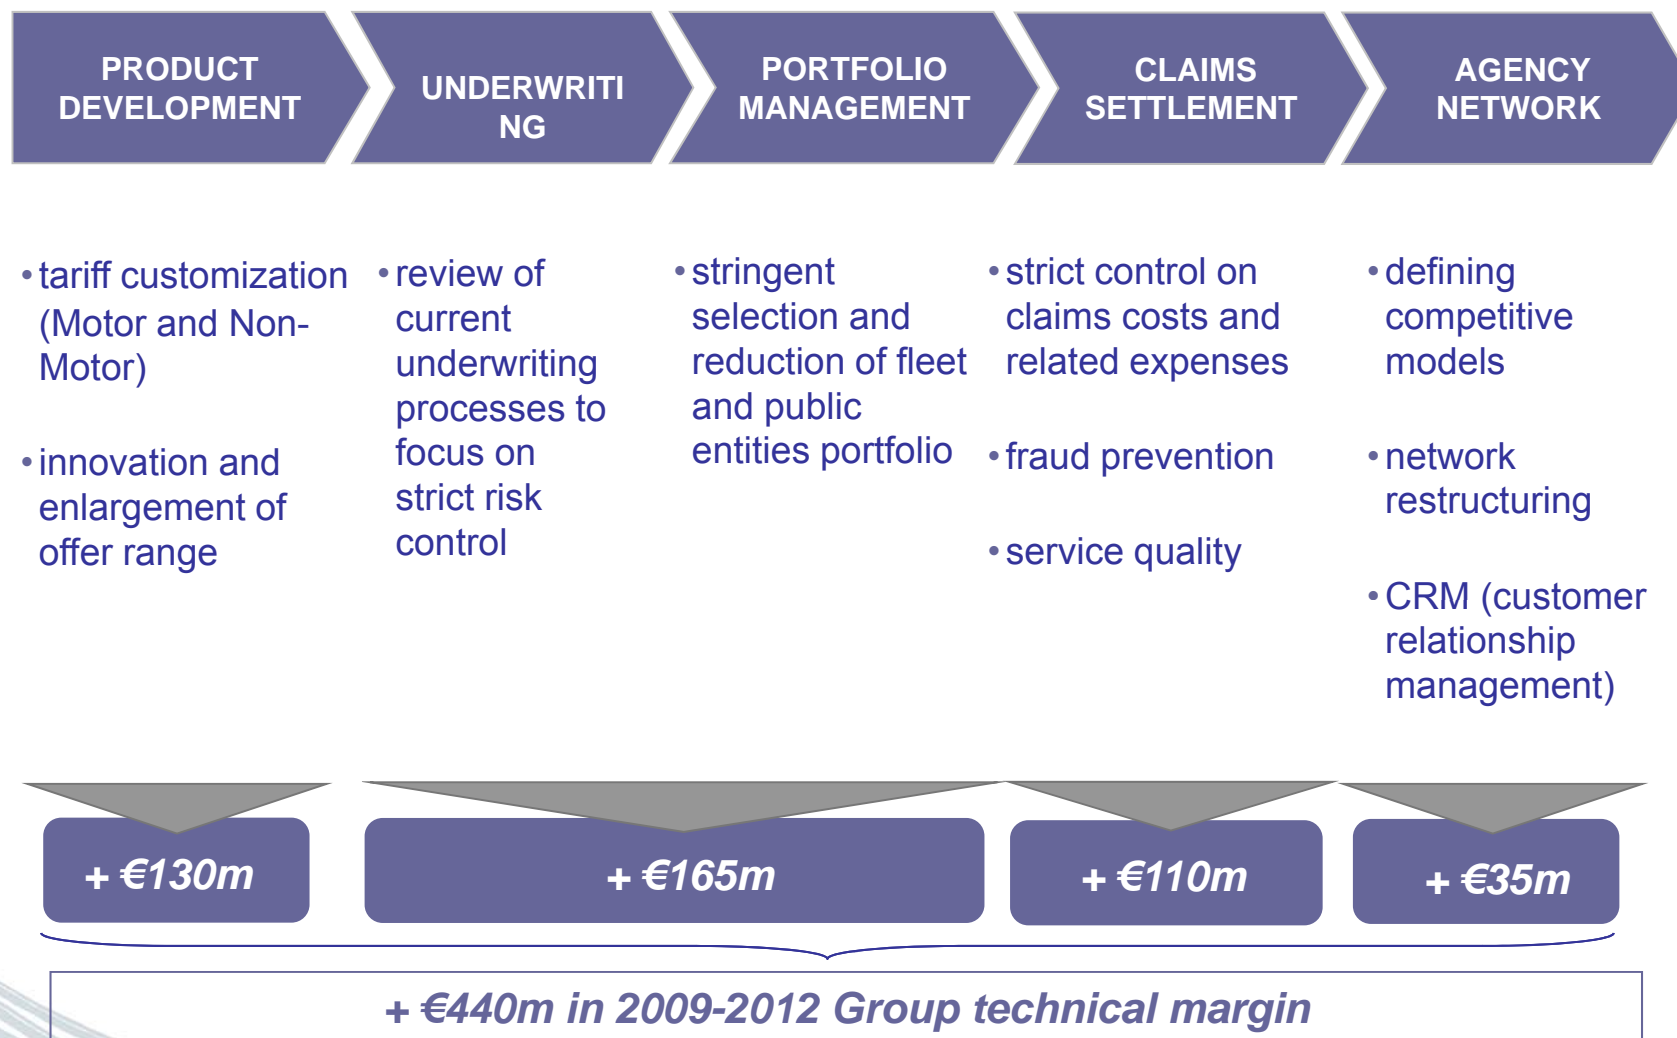 PRODUCT
DEVELOPMENT
UNDERWRITI
NG
PORTFOLIO
MANAGEMENT
CLAIMS
SETTLEMENT
AGENCY
NETWORK
• tariff customization
(Motor and Non-
Motor)
• innovation and
enlargement of
offer range
• review of
current
underwriting
processes to
focus on
strict risk
control
• stringent
selection and
reduction of fleet
and public
entities portfolio
• strict control on
claims costs and
related expenses
• fraud prevention
• service quality
• defining
competitive
models
• network
restructuring
• CRM (customer
relationship
management)
+ €130m
+ €165m
+ €110m
+ €35m
+ €440m in 2009-2012 Group technical margin